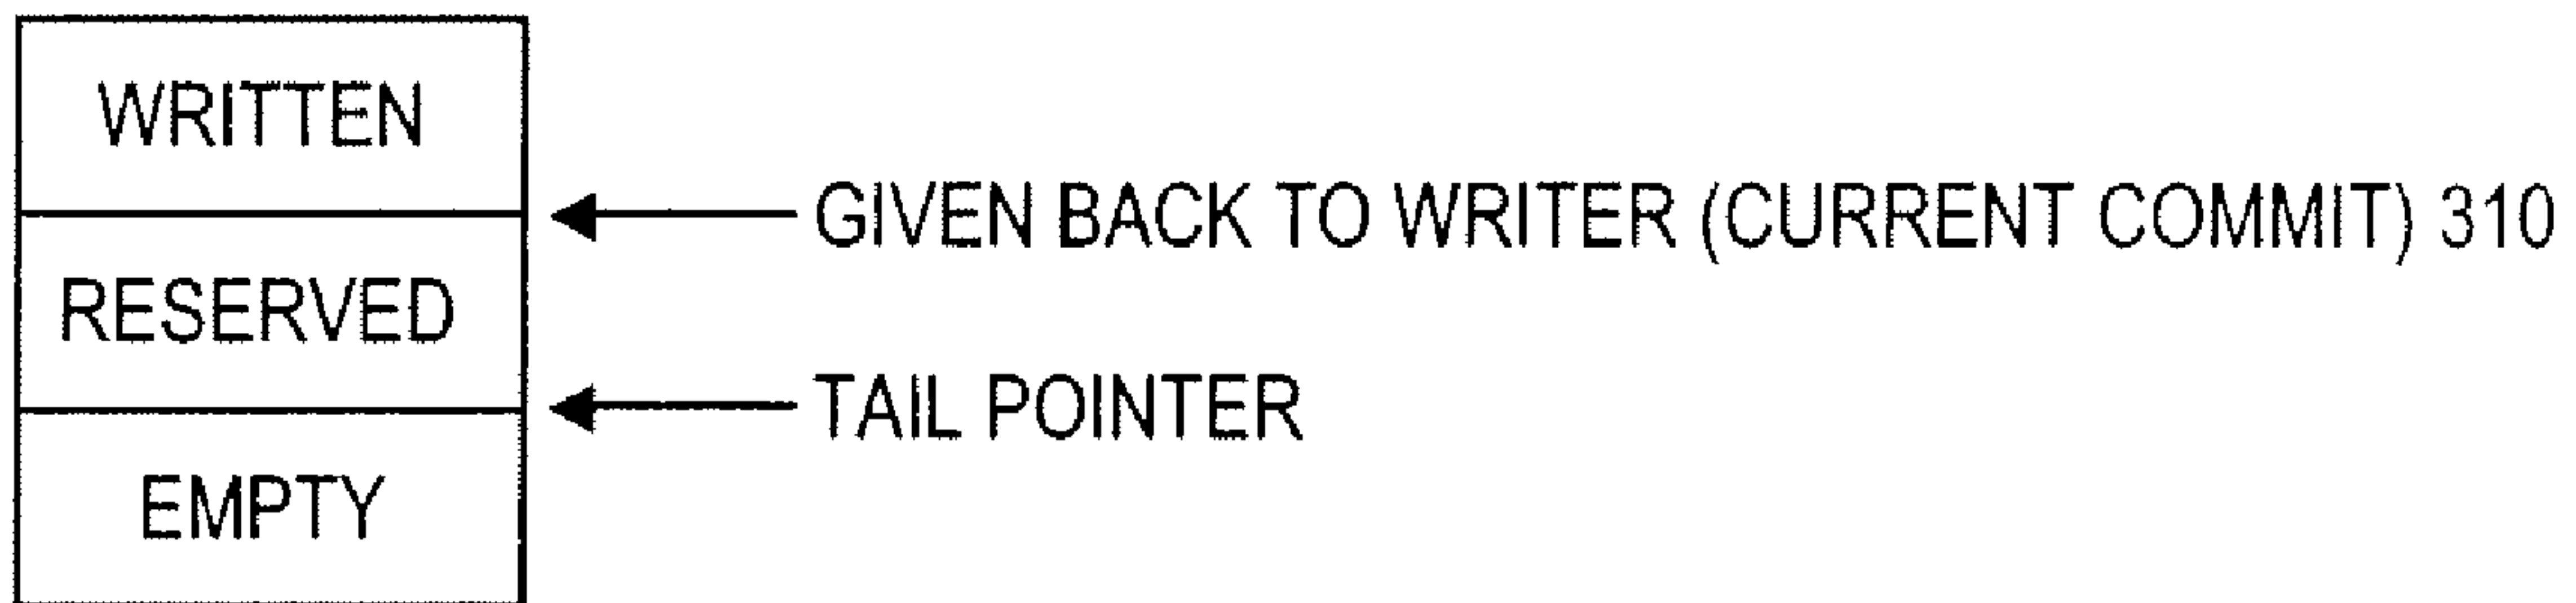 WRITTEN
GIVEN BACK TO WRITER (CURRENT COMMIT) 310
RESERVED
TAIL POINTER
EMPTY